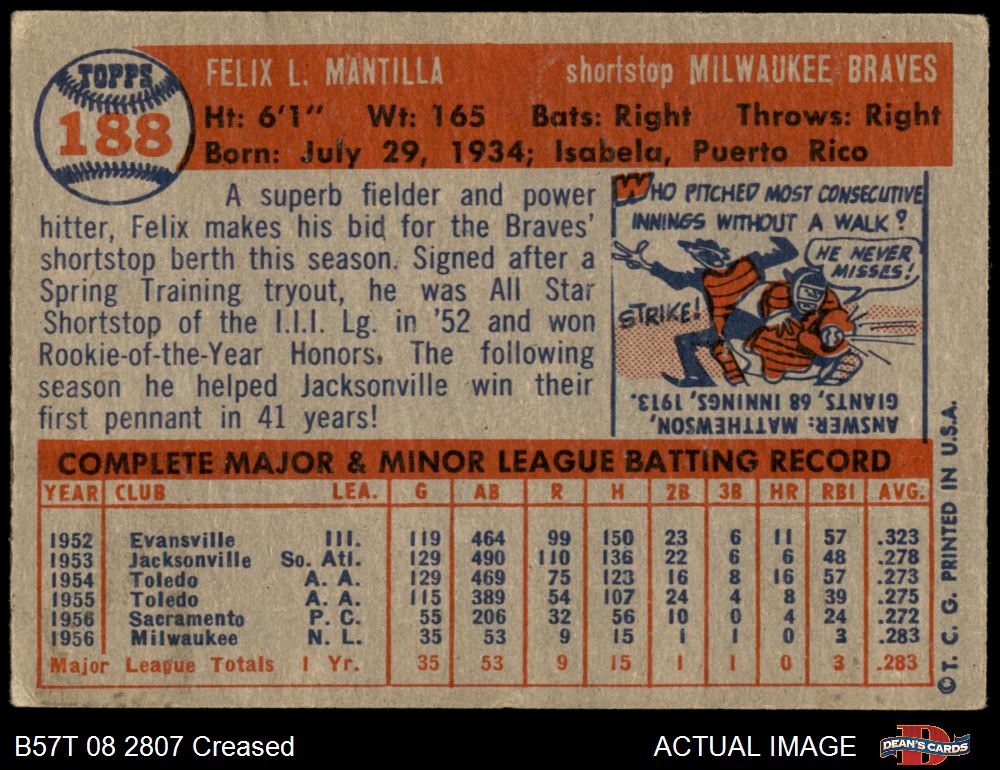 TOPPS
188
FELIX L. MANTILLA shortstop MILWAUKEE BRAVES
Ht: 6'1" Wt: 165 Bats: Right Throws: Right
Born: July 29, 1934; Isabela, Puerto Rico
A superb fielder and power
hitter, Felix makes his bid for the Braves'
shortstop berth this season. Signed after a
Spring Training tryout, he was All Star
Shortstop of the I.I.I. Lg. in '52 and won
Rookie-of-the-Year Honors. The following
season he helped Jacksonville win their
first pennant in 41 years!
WHO PITCHED MOST CONSECUTIVE
INNINGS WITHOUT A WALK?
HE NEVER
MISSES!
STRIKE!
ANSWER: MATTHEWSON,
GIANTS, 68 INNINGS, 1913.
COMPLETE MAJOR & MINOR LEAGUE BATTING RECORD
YEAR CLUB LEA. G AB R H 2B 3B HR RBI AVG.
1952 Evansville III. 119 464 99 150 23 6 11 57 .323
1953 Jacksonville So. Atl. 129 490 110 136 22 6 6 48 .278
1954 Toledo A. A. 129 469 75 123 16 8 16 57 .273
1955 Toledo A. A. 115 389 54 107 24 4 8 39 .275
1956 Sacramento P. C. 55 206 32 56 10 0 4 24 .272
1956 Milwaukee N. L. 35 53 9 15 1 1 0 3 .283
Major League Totals 1 Yr. 35 53 9 15 1 1 0 3 .283
© T. C. G. PRINTED IN U.S.A.
B57T 08 2807 Creased
ACTUAL IMAGE
D
DEAN'S CARDS